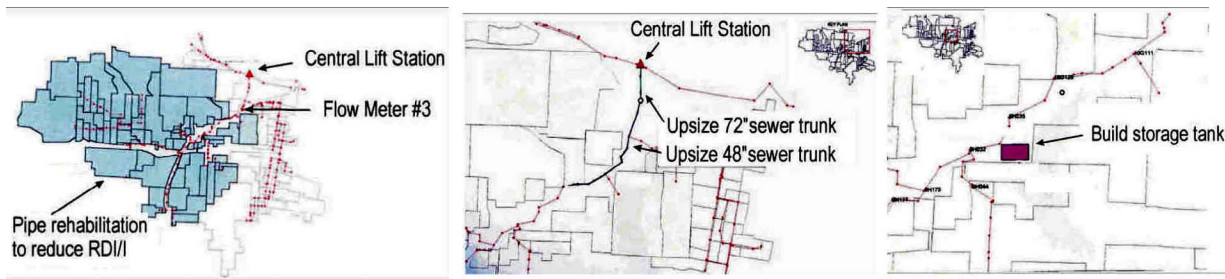 Central Lift Station
Flow Meter #3
Pipe rehabilitation
to reduce RDI/I
Central Lift Station
Upsize 72"sewer trunk
Upsize 48"sewer trunk
Build storage tank